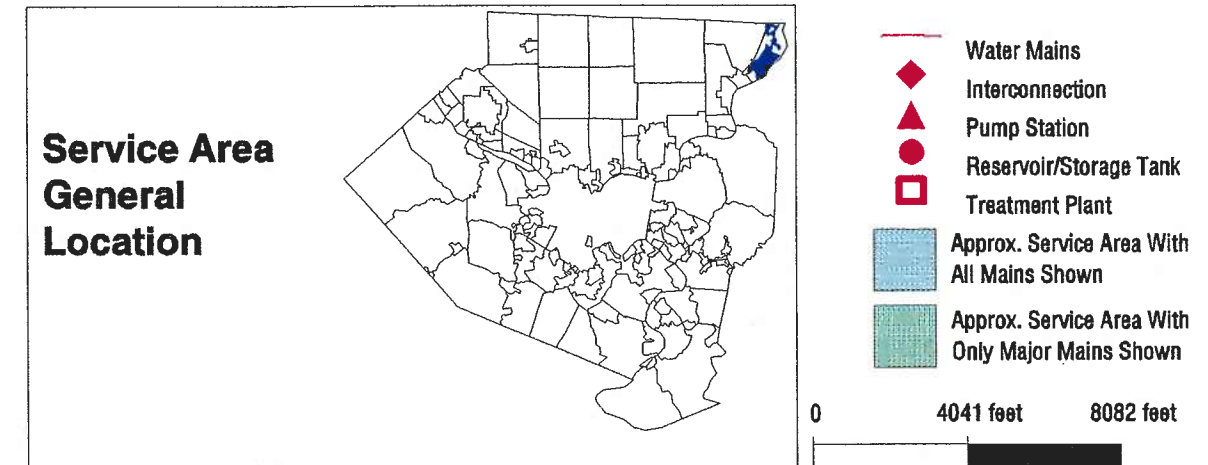 Service Area
General
Location
Water Mains
Interconnection
Pump Station
Reservoir/Storage Tank
Treatment Plant
Approx. Service Area With
All Mains Shown
Approx. Service Area With
Only Major Mains Shown
0 4041 feet 8082 feet